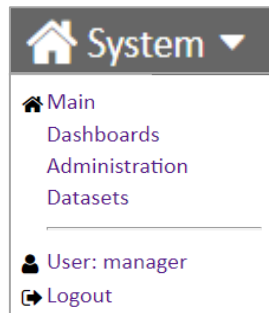 System
Main
Dashboards
Administration
Datasets
User: manager
Logout